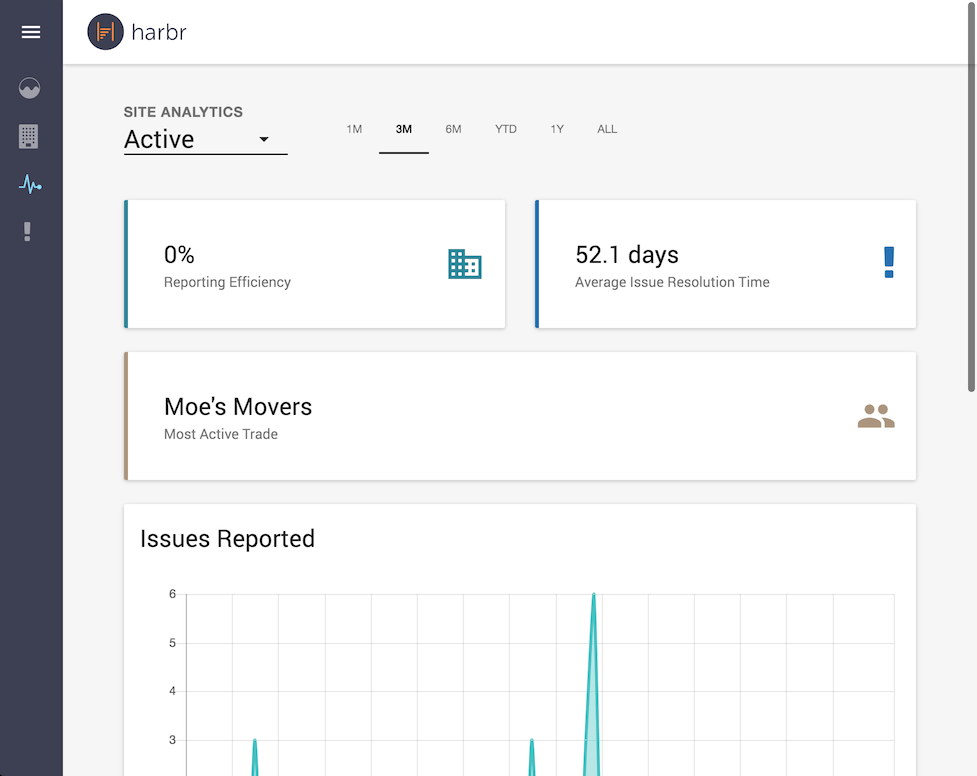 harbr
SITE ANALYTICS
Active
1M 3M 6M YTD 1Y ALL
0%
Reporting Efficiency
52.1 days
Average Issue Resolution Time
Moe's Movers
Most Active Trade
Issues Reported
6
5
4
3